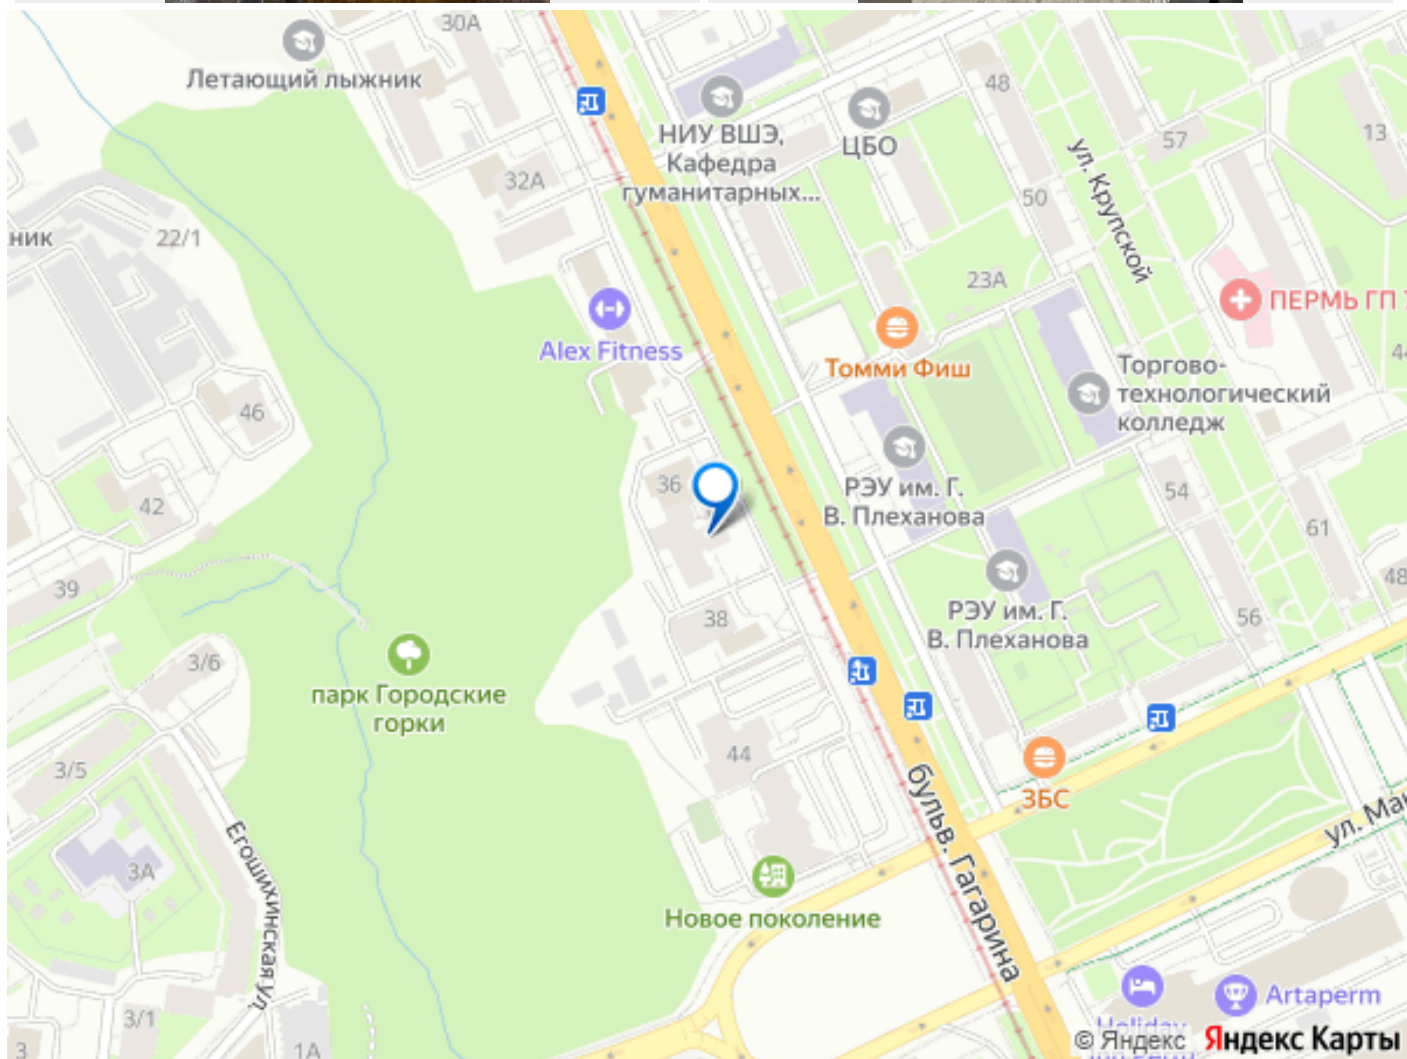 30А
Летающий лыжник
48
НИУ ВШЭ,
Кафедра
гуманитарных...
ЦБО
57
13
32А
ул. Крупской
50
ник
22/1
23А
ПЕРМЬ ГП
Alex Fitness
Томми Фиш
Торгово-
технологический
колледж
46
36
РЭУ им. Г.
В. Плеханова
54
42
61
39
РЭУ им. Г.
В. Плеханова
48
38
56
3/6
парк Городские
горки
44
3/5
ЗБС
бульв. Гагарина
3А
Егошихинская ул.
Новое поколение
3/1
Artaperm
Holiday
3
1А
© Яндекс Яндекс Карты